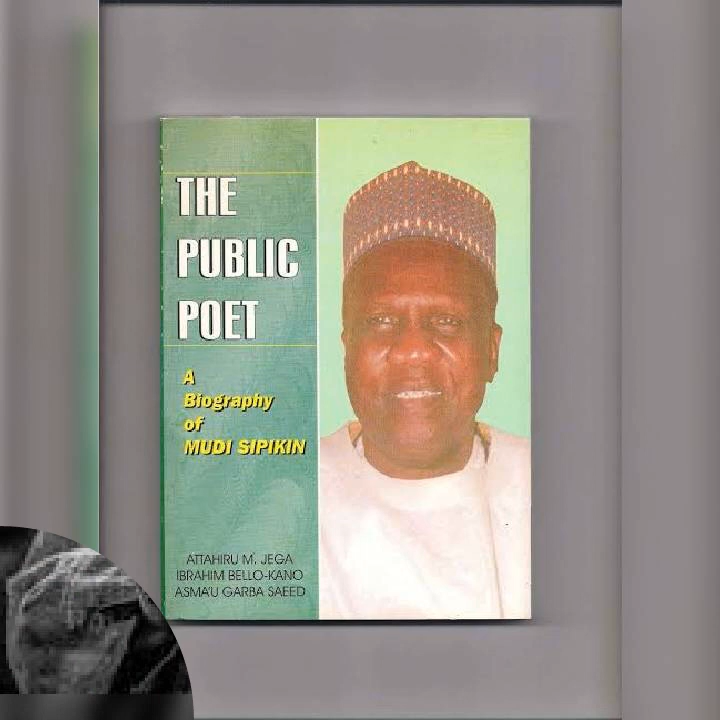 THE
PUBLIC
POET
A
Biography
of
MUDI SIPIKIN
ATTAHIRU M. JEGA
IBRAHIM BELLO-KANO
ASMA'U GARBA SAEED